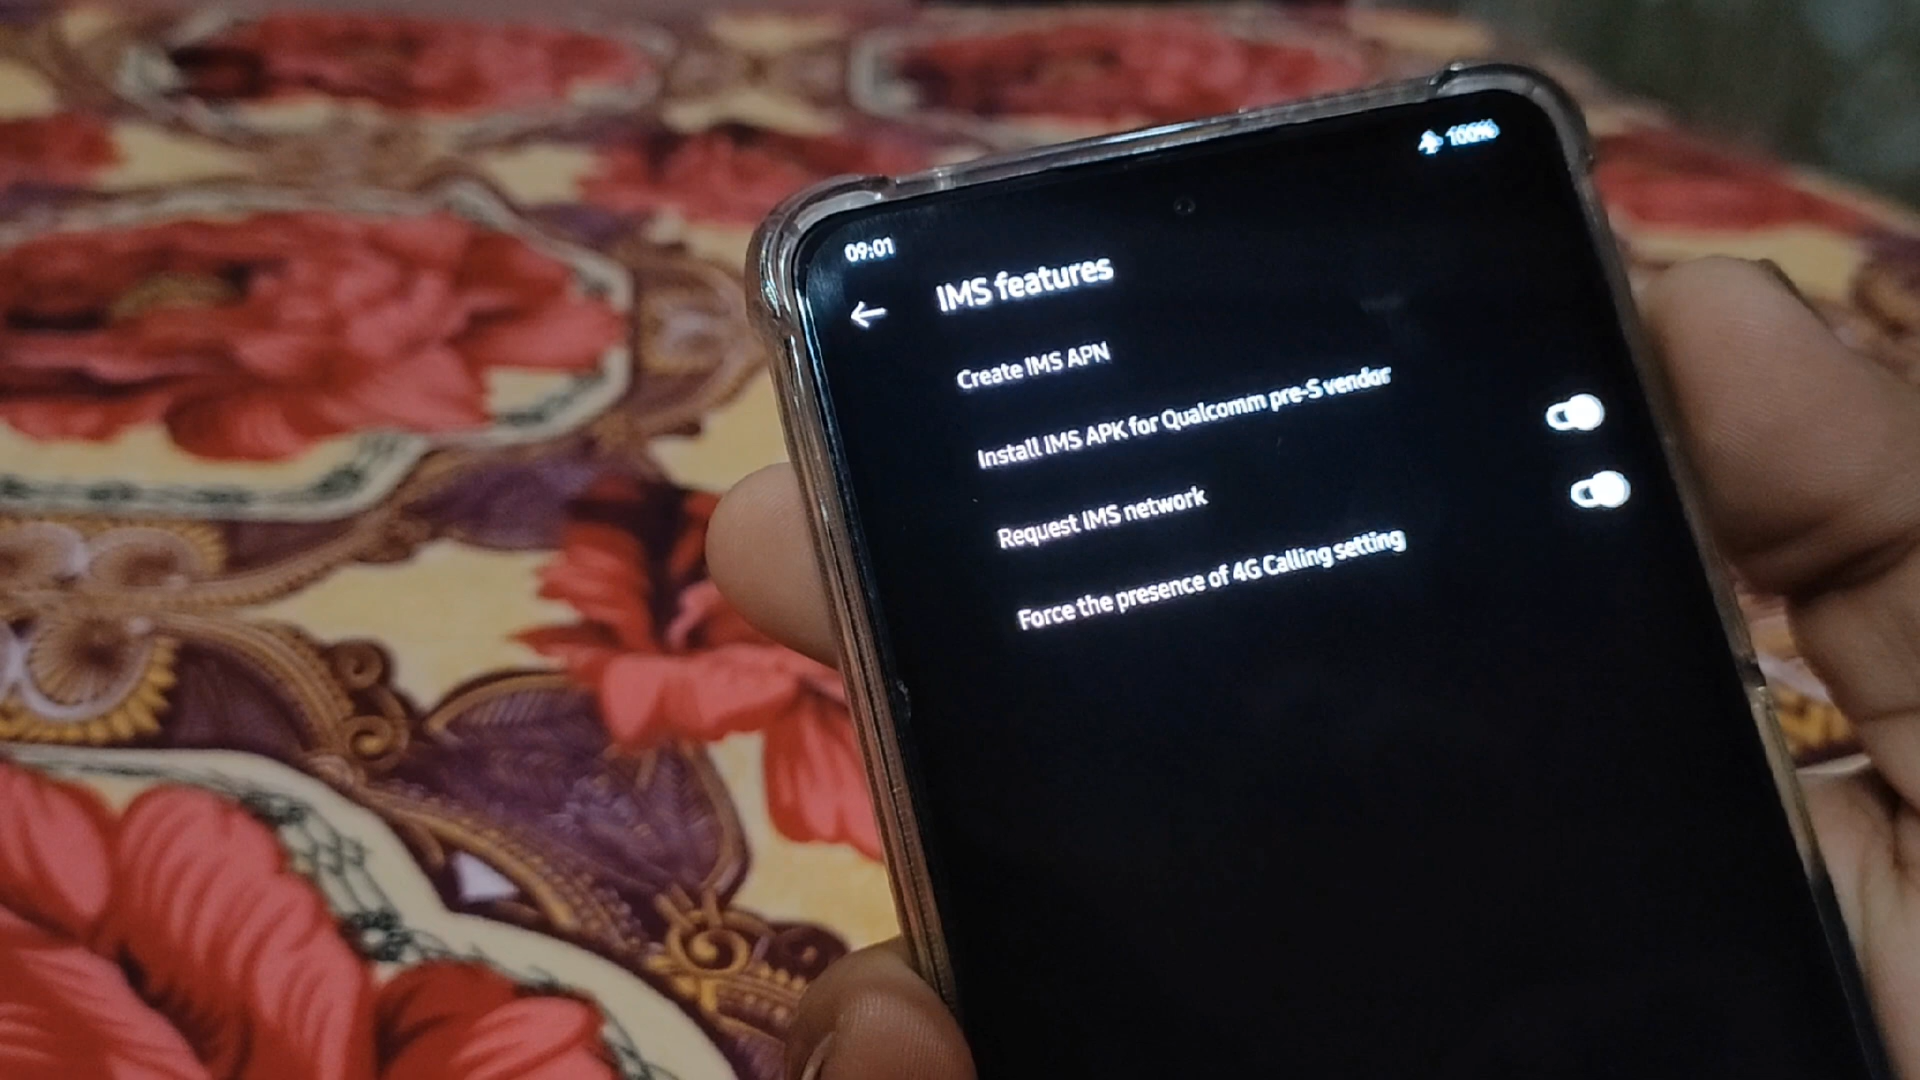 09:01
100%
IMS features
Create IMS APN
Install IMS APK for Qualcomm pre-S vendor
Request IMS network
Force the presence of 4G Calling setting